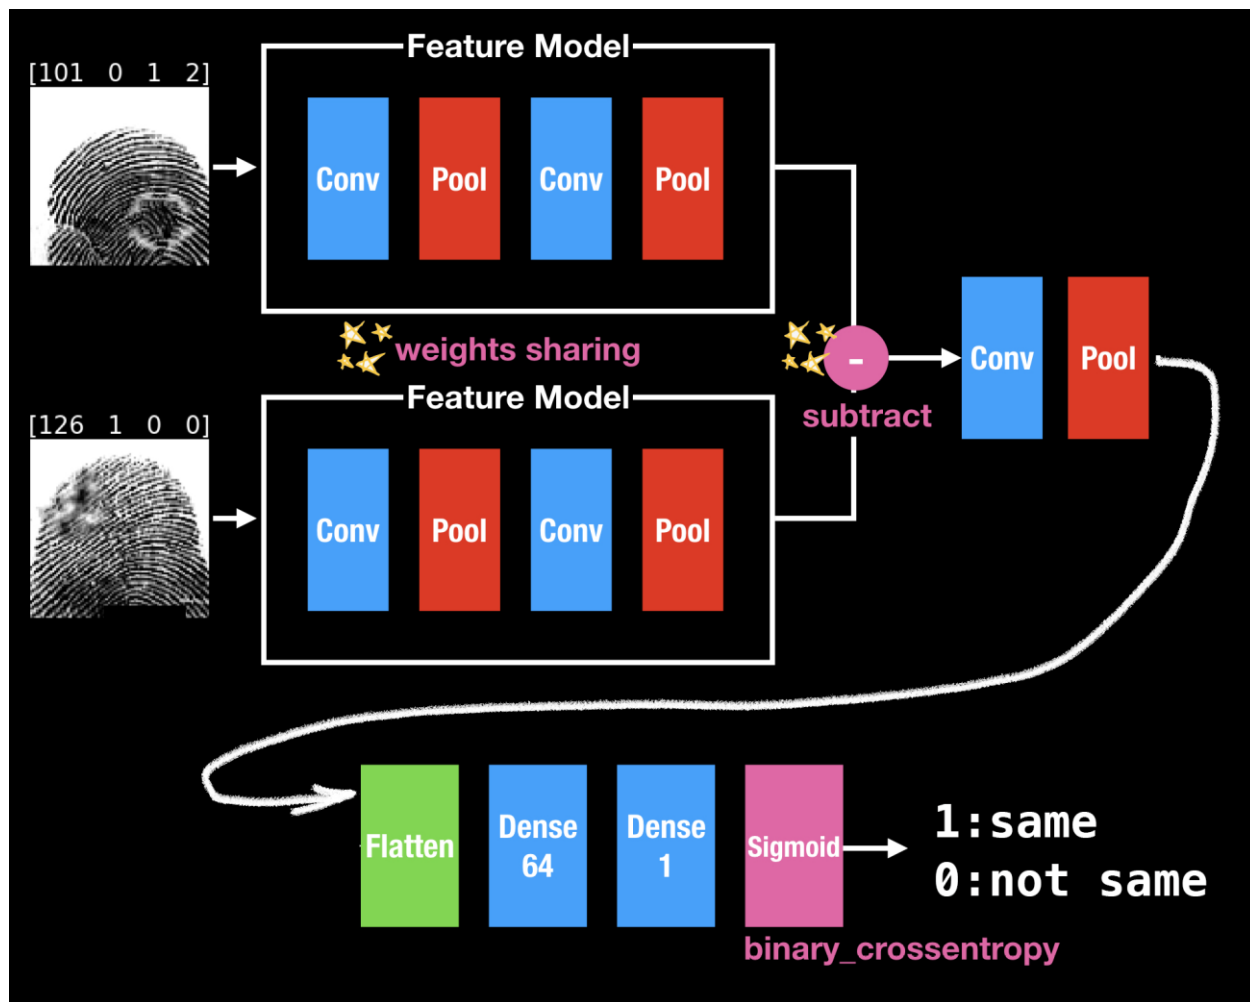 Feature Model
[101 0 1 2]
Conv
Pool
Conv
Pool
weights sharing
-
subtract
Conv
Pool
Feature Model
[126 1 0 0]
Conv
Pool
Conv
Pool
Flatten
Dense
64
Dense
1
Sigmoid
1:same
0:not same
binary_crossentropy